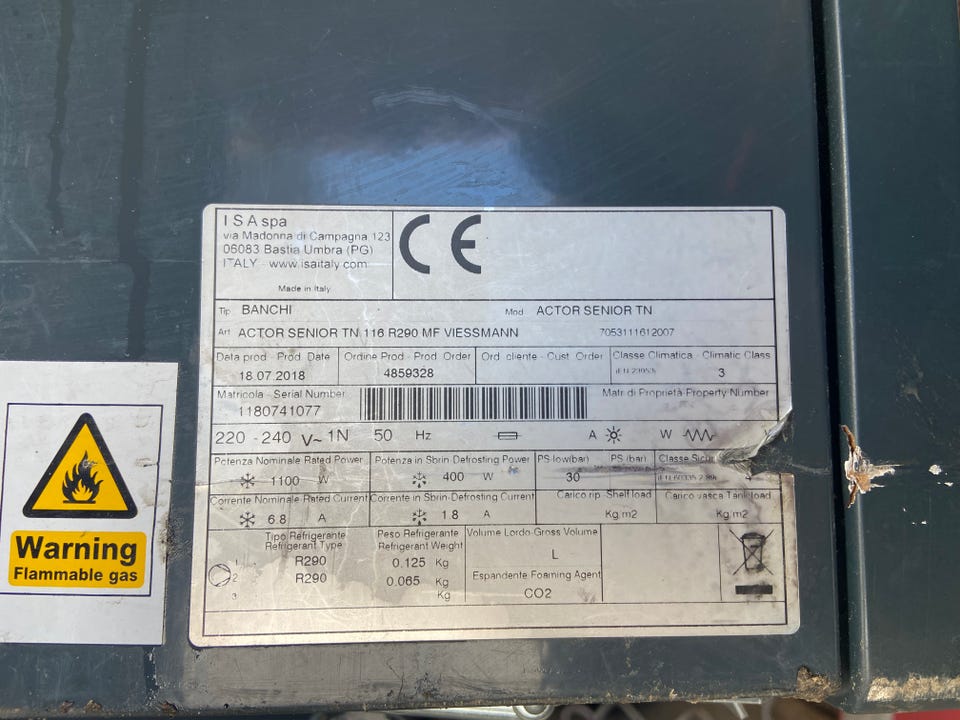 I S A spa
via Madonna di Campagna 123
06083 Bastia Umbra (PG)
ITALY - www.isaitaly.com
Made in Italy
CE
Tip. BANCHI Mod ACTOR SENIOR TN
Art ACTOR SENIOR TN 116 R290 MF VIESSMANN 7053111612007
Data prod - Prod. Date Ordine Prod - Prod. Order Ord. cliente - Cust. Order Classe Climatica - Climatic Class
18.07.2018 4859328 3
Matricola - Serial Number Matr di Proprietà-Property Number
1180741077
220 - 240 V~ 1N 50 Hz A W
Potenza Nominale Rated Power Potenza in Sbrin-Defrosting Power PS low(bar) PS (bar)
1100 W 400 W 30 4
Corrente Nominale Rated Current Corrente in Sbrin-Defrosting Current Carico rip. Shelf load Carico vasca Tank load
6.8 A 1.8 A Kg/m2 Kg/m2
Tipo Refrigerante Peso Refrigerante Volume Lordo-Gross Volume
Refrigerant Type Refrigerant Weight
1 R290 0.125 Kg L
2 R290 0.065 Kg Espandente Foaming Agent
3 Kg CO2
Warning
Flammable gas